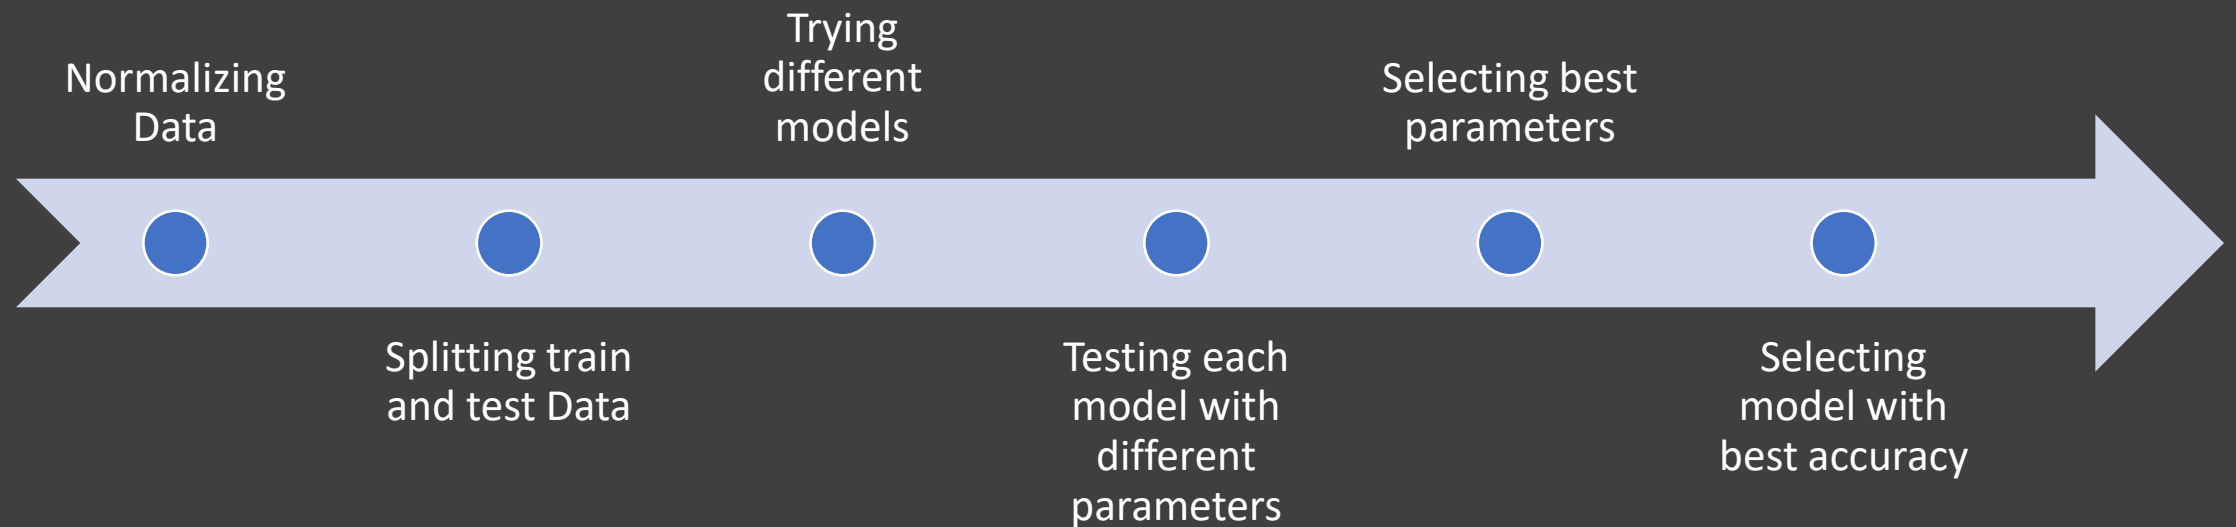 Normalizing
Data
Splitting train
and test Data
Trying
different
models
Testing each
model with
different
parameters
Selecting best
parameters
Selecting
model with
best accuracy